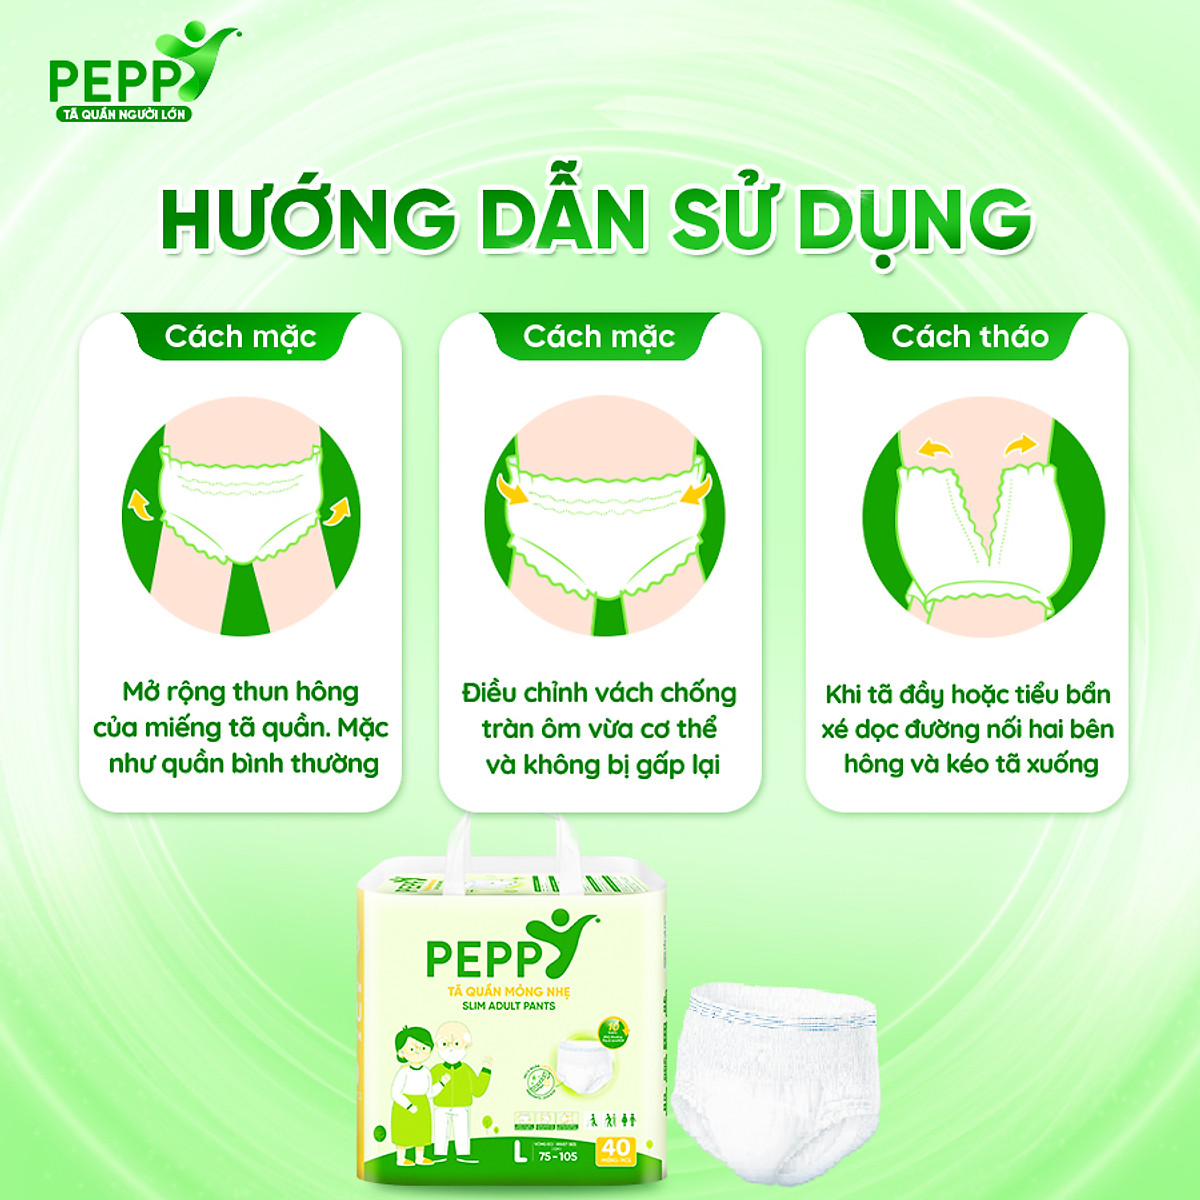 PEPPY
TÃ QUẦN NGƯỜI LỚN
HƯỚNG DẪN SỬ DỤNG
Cách mặc
Mở rộng thun hông
của miếng tã quần. Mặc
như quần bình thường
Cách mặc
Điều chỉnh vách chống
tràn ôm vừa cơ thể
và không bị gấp lại
Cách tháo
Khi tã đầy hoặc tiểu bẩn
xé dọc đường nối hai bên
hông và kéo tã xuống
PEPPY
TÃ QUẦN MỎNG NHẸ
SLIM ADULT PANTS
10
L
75 - 105
40